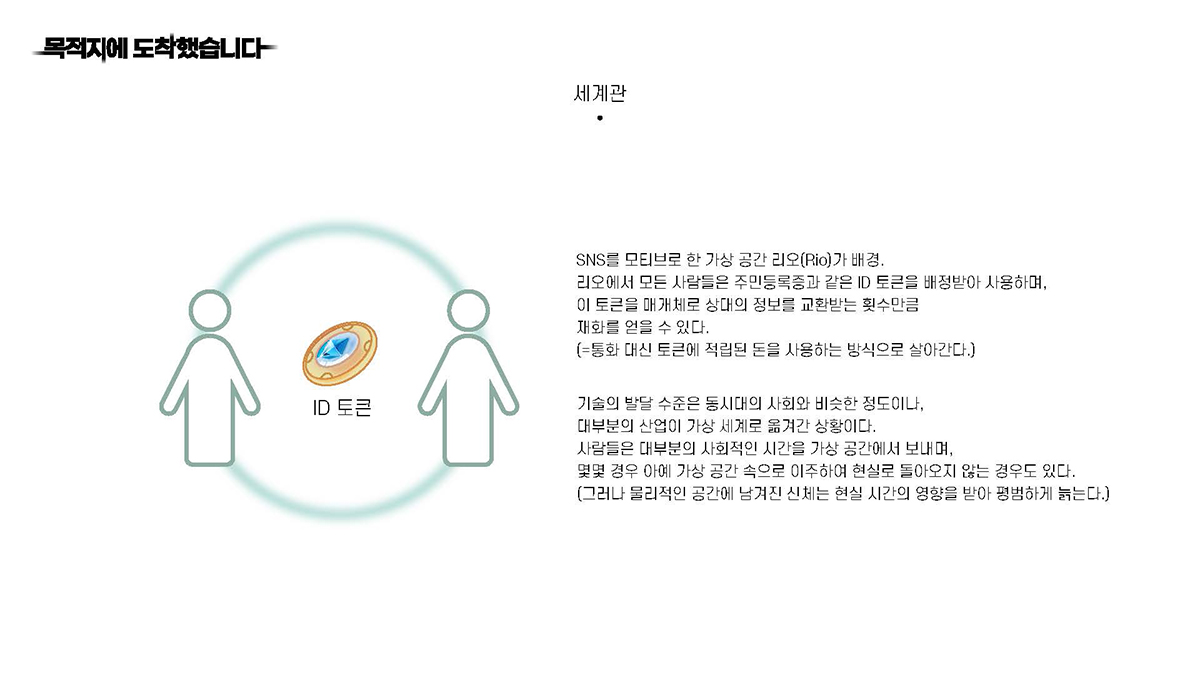 목적지에 도착했습니다
세계관
SNS를 모티브로 한 가상 공간 리오(Rio)가 배경.
리오에서 모든 사람들은 주민등록증과 같은 ID 토큰을 배정받아 사용하며,
이 토큰을 매개체로 상대의 정보를 교환받는 횟수만큼
재화를 얻을 수 있다.
(=통화 대신 토큰에 적립된 돈을 사용하는 방식으로 살아간다.)
ID 토큰
기술의 발달 수준은 동시대의 사회와 비슷한 정도이나,
대부분의 산업이 가상 세계로 옮겨간 상황이다.
사람들은 대부분의 사회적인 시간을 가상 공간에서 보내며,
몇몇 경우 아예 가상 공간 속으로 이주하여 현실로 돌아오지 않는 경우도 있다.
(그러나 물리적인 공간에 남겨진 신체는 현실 시간의 영향을 받아 평범하게 늙는다.)